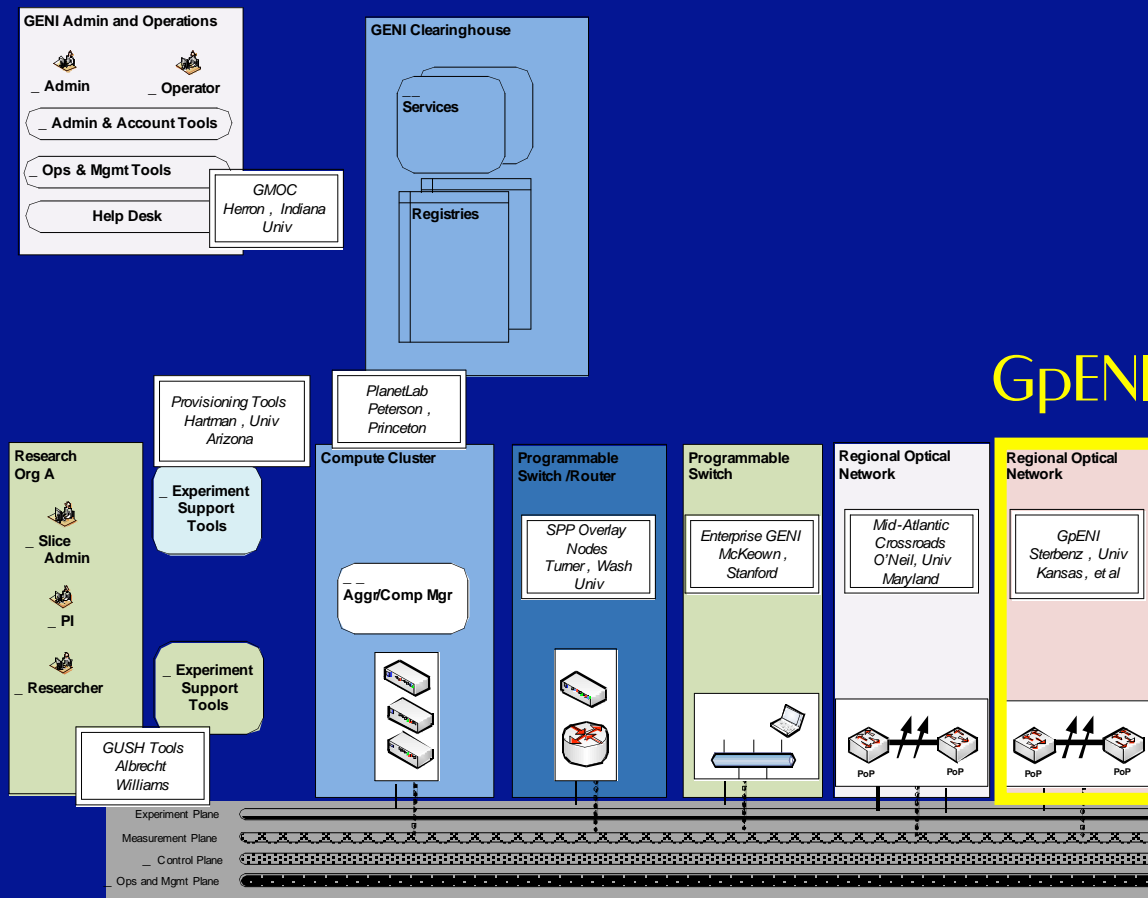 GENI Admin and Operations
_ Admin
_ Operator
_ Admin & Account Tools
_ Ops & Mgmt Tools
Help Desk
GMOC
Herron , Indiana
Univ
GENI Clearinghouse
_ _
Services
Registries
GpENI
Provisioning Tools
Hartman , Univ
Arizona
PlanetLab
Peterson ,
Princeton
Research
Org A
_ Slice
Admin
_ PI
_ Researcher
_ Experiment
Support
Tools
_ Experiment
Support
Tools
GUSH Tools
Albrecht
Williams
Compute Cluster
_ _
Aggr/Comp Mgr
Programmable
Switch /Router
SPP Overlay
Nodes
Turner , Wash
Univ
Programmable
Switch
Enterprise GENI
McKeown ,
Stanford
Regional Optical
Network
Mid-Atlantic
Crossroads
O'Neil, Univ
Maryland
PoP
PoP
Regional Optical
Network
GpENI
Sterbenz , Univ
Kansas , et al
PoP
PoP
Experiment Plane
Measurement Plane
_ Control Plane
_ Ops and Mgmt Plane